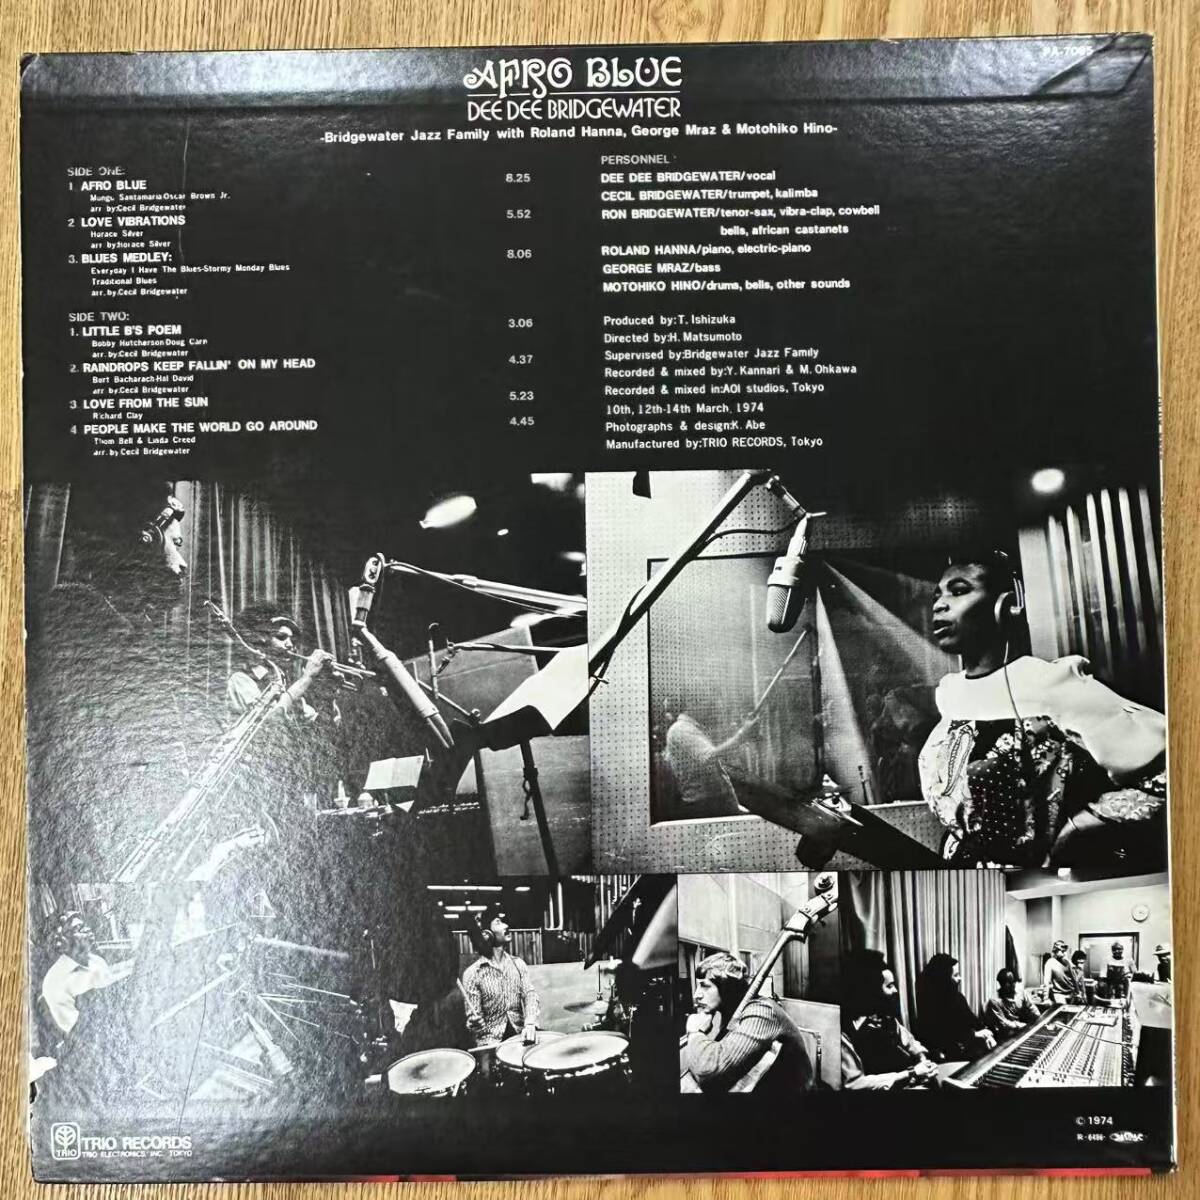 PA-7095
AFRO BLUE
DEE DEE BRIDGEWATER
-Bridgewater Jazz Family with Roland Hanna, George Mraz & Motohiko Hino-
SIDE ONE:
1 AFRO BLUE 8.25
Mungu Santamaria-Oscar Brown Jr.
arr by:Cecil Bridgewater
2 LOVE VIBRATIONS 5.52
Horace Silver
arr by:Horace Silver
3. BLUES MEDLEY: 8.06
Everyday I Have The Blues-Stormy Monday Blues
Traditional Blues
arr. by:Cecil Bridgewater
SIDE TWO:
1. LITTLE B'S POEM 3.06
Bobby Hutcherson-Doug Carn
arr. by:Cecil Bridgewater
2. RAINDROPS KEEP FALLIN' ON MY HEAD 4.37
Bert Bacharach-Hal David
arr by:Cecil Bridgewater
3 LOVE FROM THE SUN 5.23
Richard Clay
4 PEOPLE MAKE THE WORLD GO AROUND 4.45
Thom Bell & Linda Creed
arr. by Cecil Bridgewater
PERSONNEL:
DEE DEE BRIDGEWATER/vocal
CECIL BRIDGEWATER/trumpet, kalimba
RON BRIDGEWATER/tenor-sax, vibra-clap, cowbell
bells, african castanets
ROLAND HANNA/piano, electric-piano
GEORGE MRAZ/bass
MOTOHIKO HINO/drums, bells, other sounds
Produced by:T. Ishizuka
Directed by:H. Matsumoto
Supervised by:Bridgewater Jazz Family
Recorded & mixed by:Y. Kannari & M. Ohkawa
Recorded & mixed in:AOI studios, Tokyo
10th, 12th-14th March, 1974
Photographs & design:K. Abe
Manufactured by:TRIO RECORDS, Tokyo
TRIO
TRIO RECORDS
TRIO ELECTRONICS, INC. TOKYO
© 1974
R-6486-